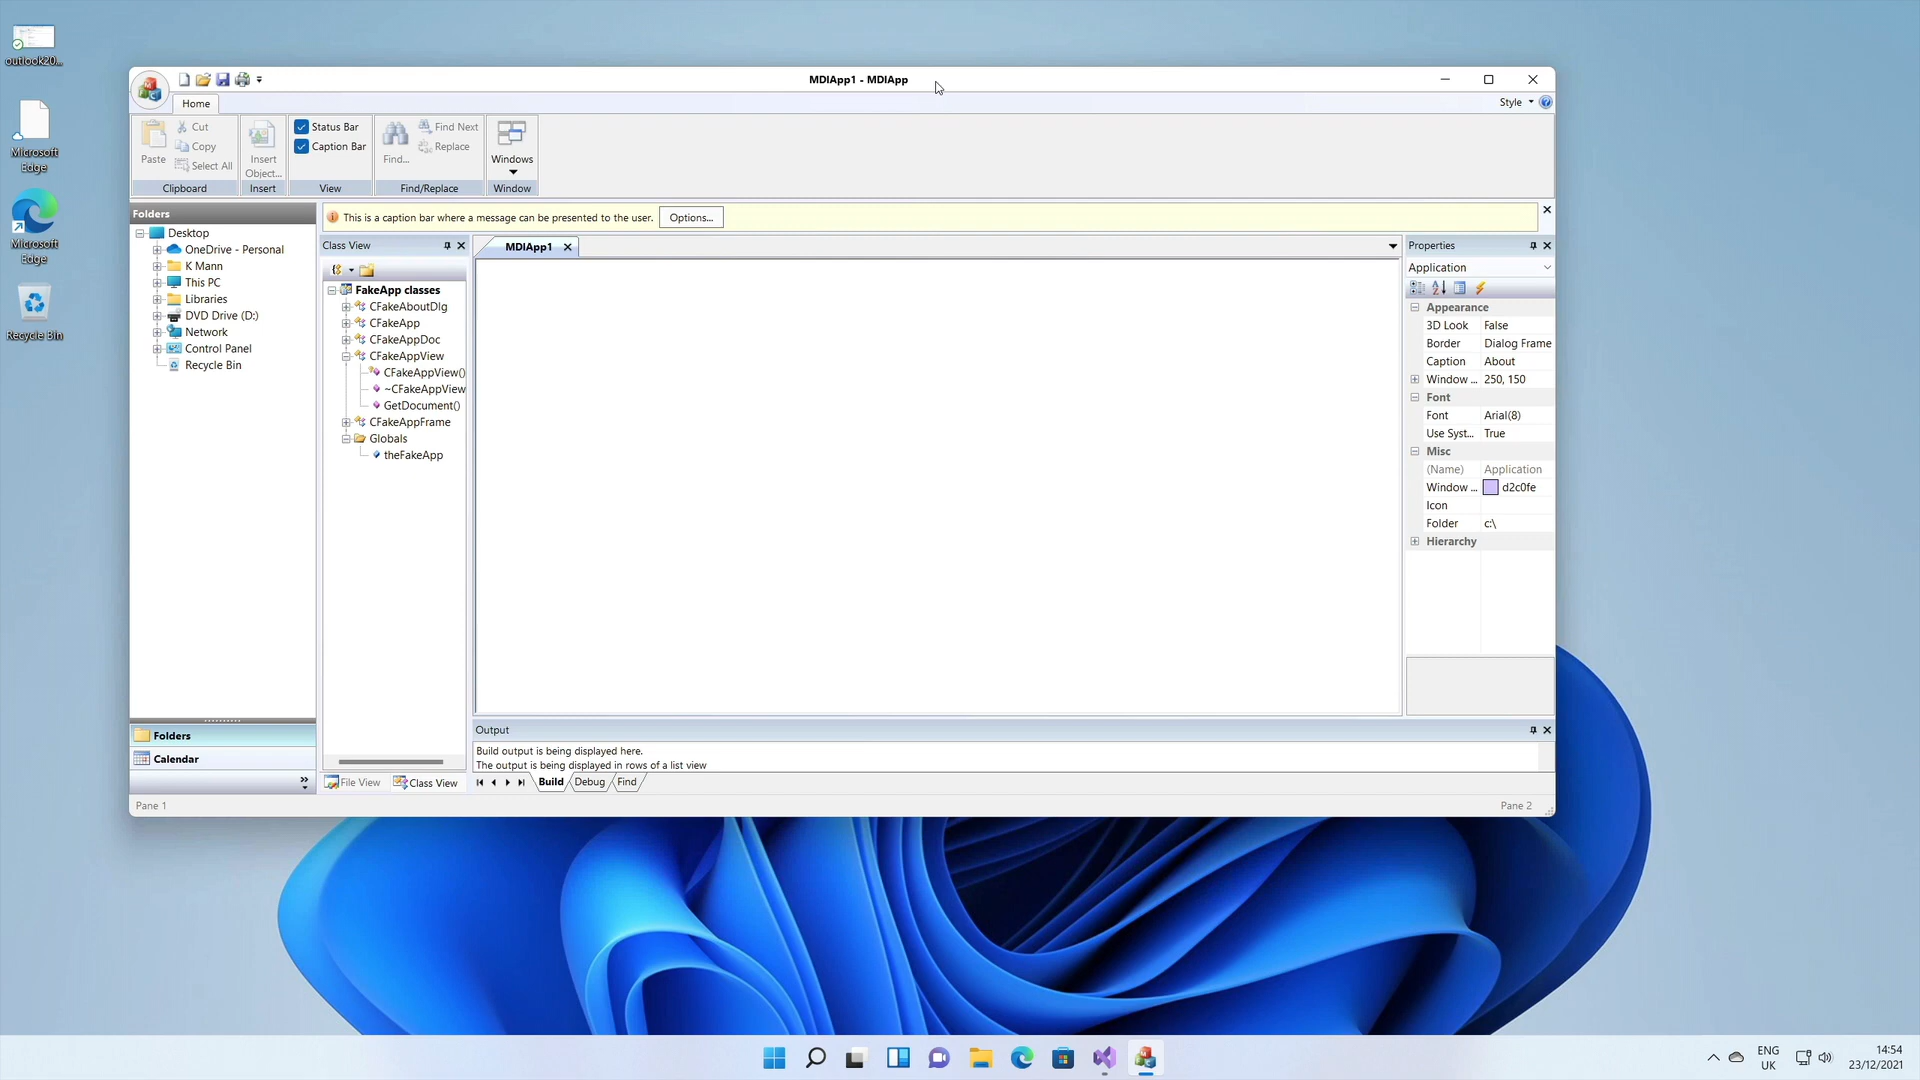 outlook20...
Microsoft
Edge
Microsoft
Edge
Recycle Bin
MDIApp1 - MDIApp
Home
Style
Paste
Cut
Copy
Select All
Clipboard
Insert
Object...
Insert
Status Bar
Caption Bar
View
Find...
Find Next
Replace
Find/Replace
Windows
Window
Folders
Desktop
OneDrive - Personal
K Mann
This PC
Libraries
DVD Drive (D:)
Network
Control Panel
Recycle Bin
Folders
Calendar
This is a caption bar where a message can be presented to the user.
Options...
Class View
FakeApp classes
CFakeAboutDlg
CFakeApp
CFakeAppDoc
CFakeAppView
CFakeAppView()
~CFakeAppView
GetDocument()
CFakeAppFrame
Globals
theFakeApp
File View
Class View
MDIApp1
Properties
Application
Appearance
3D Look False
Border Dialog Frame
Caption About
Window ... 250, 150
Font
Font Arial(8)
Use Syst... True
Misc
(Name) Application
Window ... d2c0fe
Icon
Folder c:\
Hierarchy
Output
Build output is being displayed here.
The output is being displayed in rows of a list view
Build
Debug
Find
Pane 1
Pane 2
ENG
UK
14:54
23/12/2021